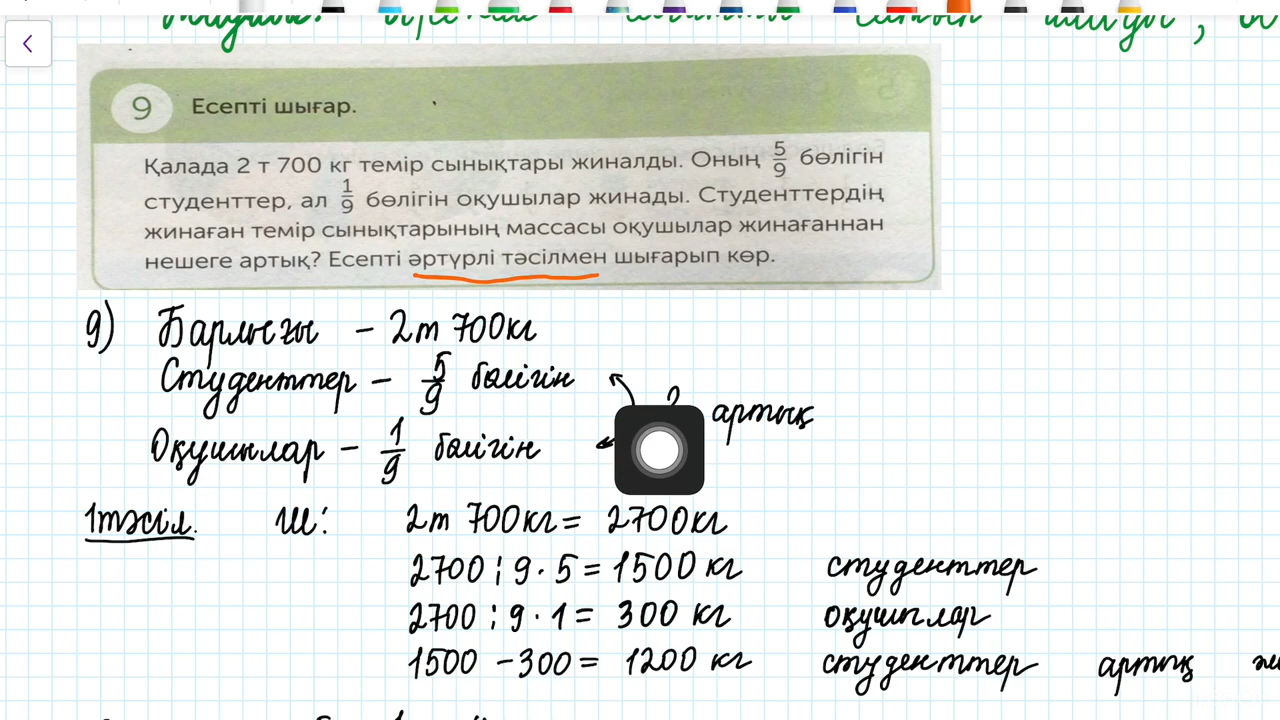 9 Есепті шығар.
Қалада 2 т 700 кг темір сынықтары жиналды. Оның 5/9 бөлігін
студенттер, ал 1/9 бөлігін оқушылар жинады. Студенттердің
жинаған темір сынықтарының массасы оқушылар жинағаннан
нешеге артық? Есепті әртүрлі тәсілмен шығарып көр.
9) Барлығы - 2т 700кг
Студенттер - 5/9 бөлігін
? артық
Оқушылар - 1/9 бөлігін
1тәсіл. Ш: 2т 700кг = 2700кг
2700 : 9 · 5 = 1500 кг студенттер
2700 : 9 · 1 = 300 кг оқушылар
1500 - 300 = 1200 кг студенттер артық